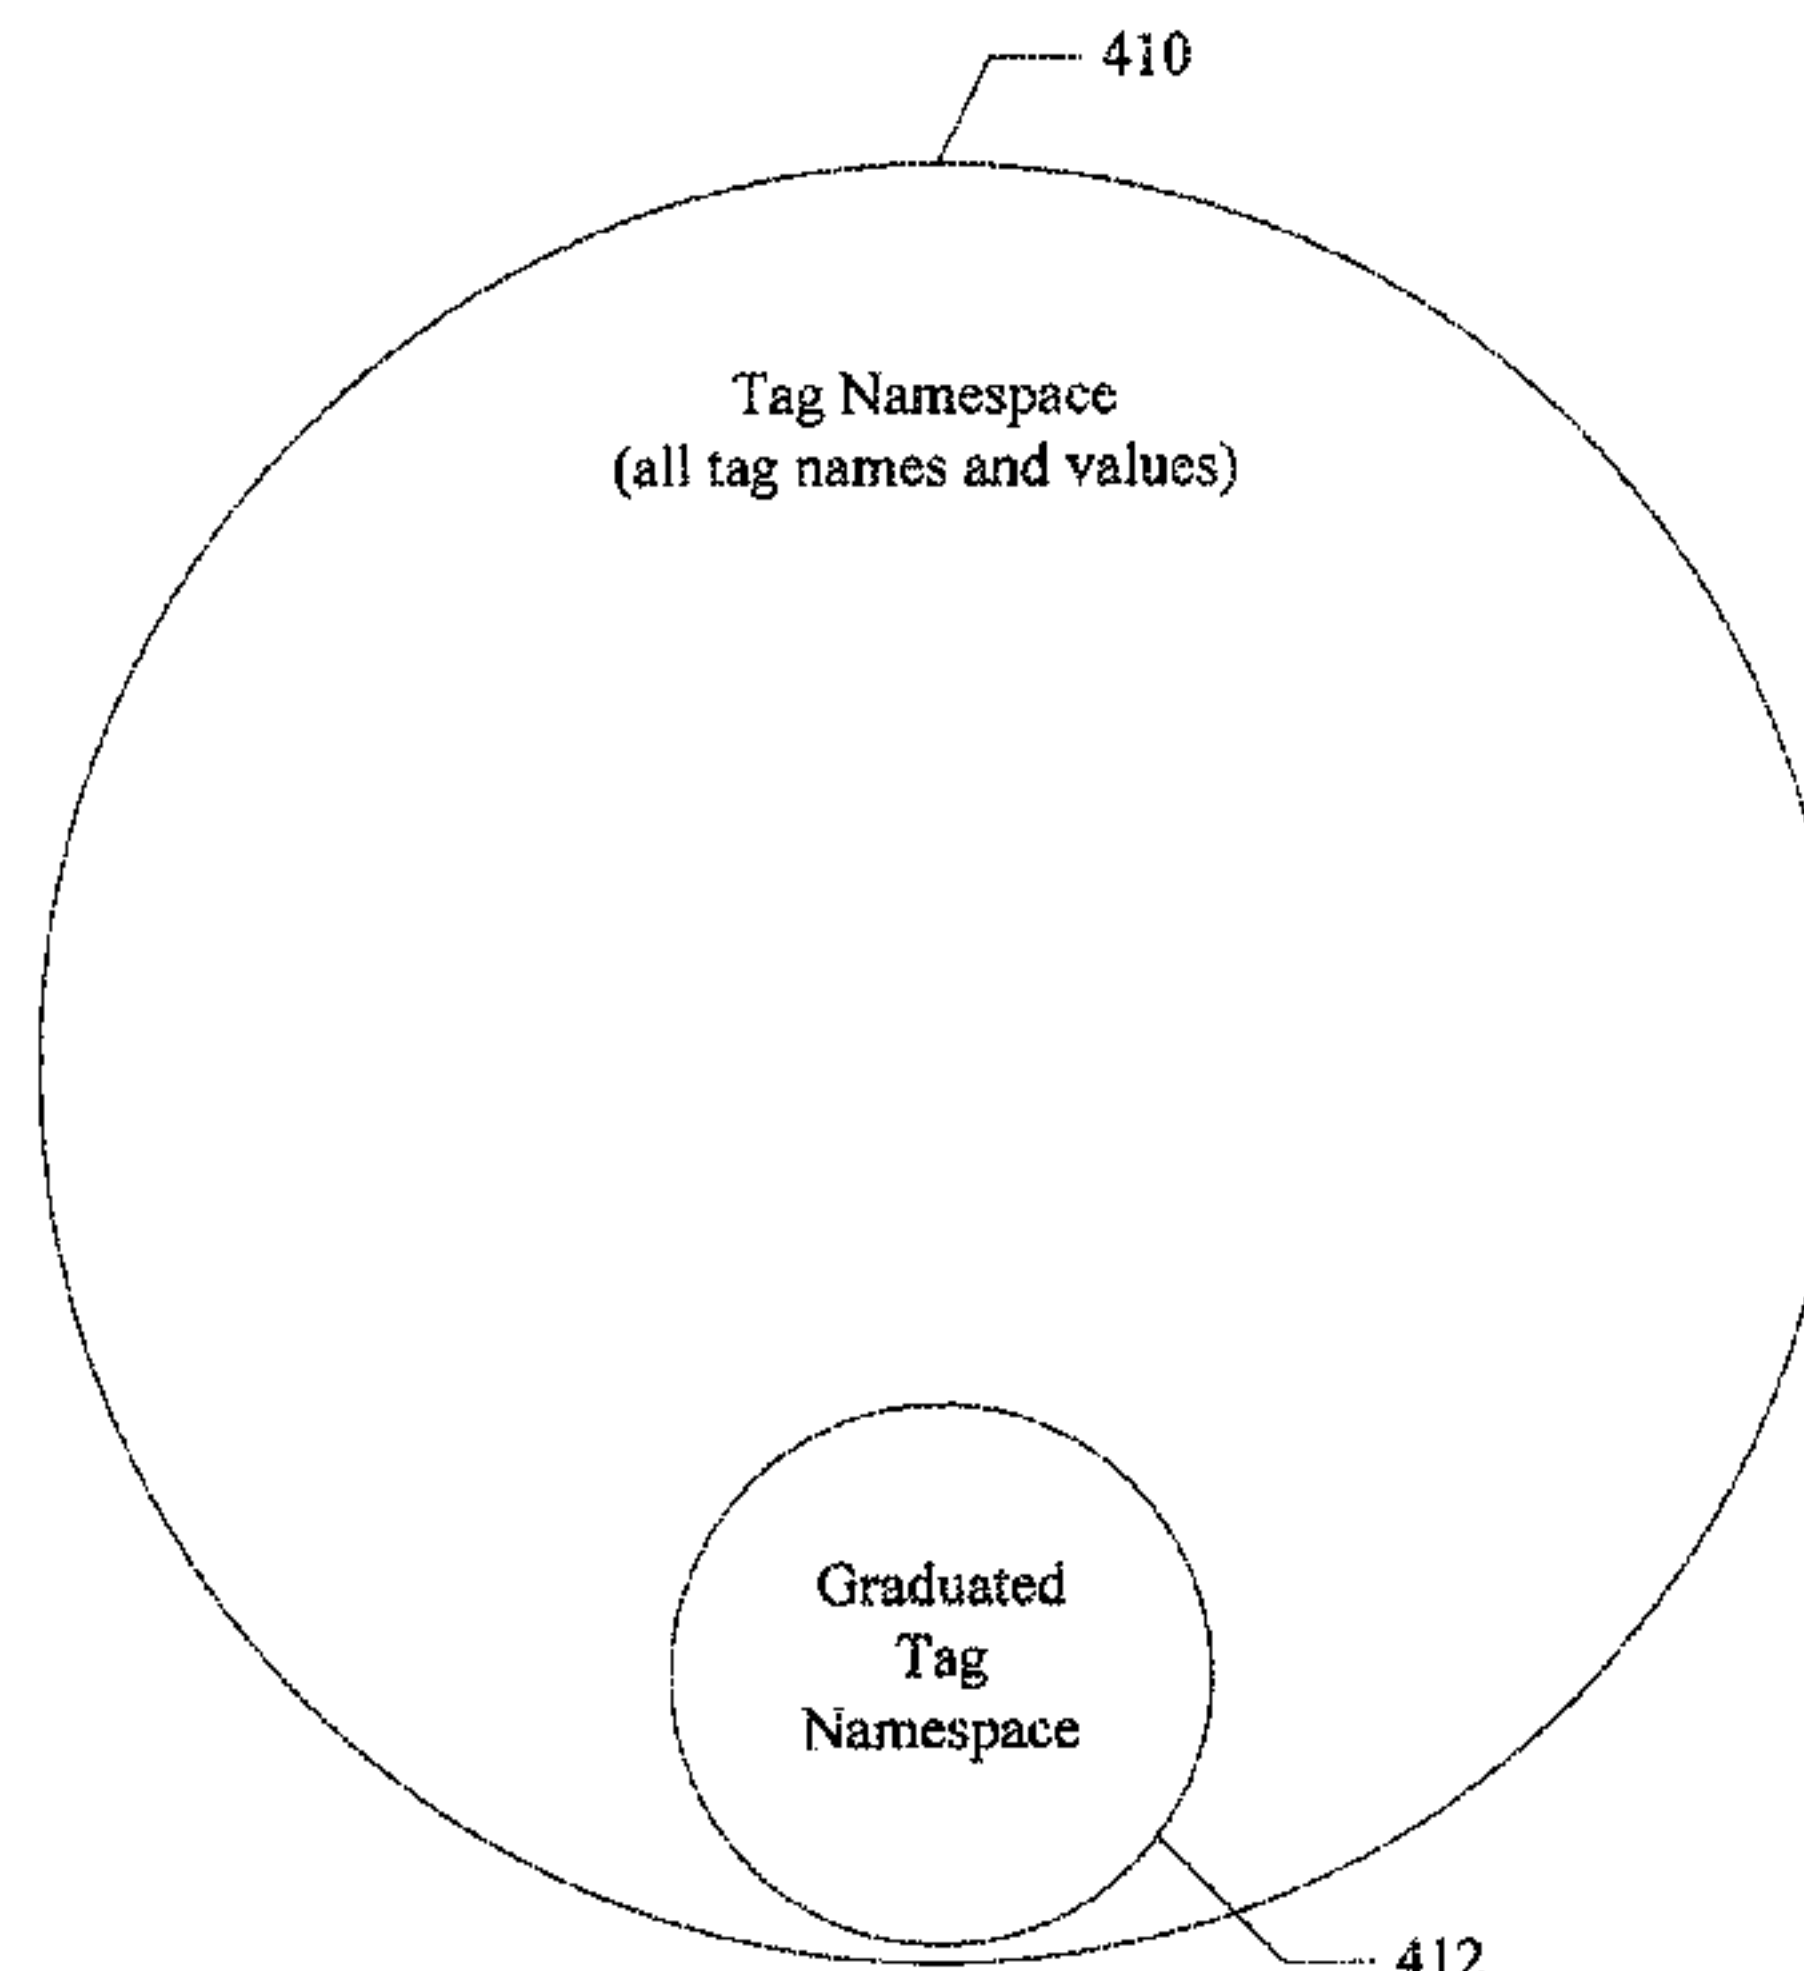 410
Tag Namespace
(all tag names and values)
Graduated
Tag
Namespace
412